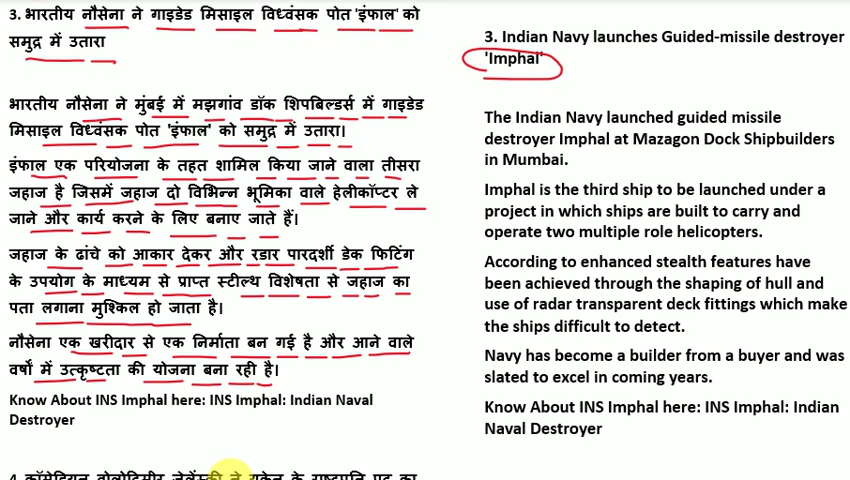 3. भारतीय नौसेना ने गाइडेड मिसाइल विध्वंसक पोत 'इंफाल' को
समुद्र में उतारा
भारतीय नौसेना ने मुंबई में मझगांव डॉक शिपबिल्डर्स में गाइडेड
मिसाइल विध्वंसक पोत 'इंफाल' को समुद्र में उतारा।
इंफाल एक परियोजना के तहत शामिल किया जाने वाला तीसरा
जहाज है जिसमें जहाज दो विभिन्न भूमिका वाले हेलीकॉप्टर ले
जाने और कार्य करने के लिए बनाए जाते हैं।
जहाज के ढांचे को आकार देकर और रडार पारदर्शी डेक फिटिंग
के उपयोग के माध्यम से प्राप्त स्टील्थ विशेषता से जहाज का
पता लगाना मुश्किल हो जाता है।
नौसेना एक खरीदार से एक निर्माता बन गई है और आने वाले
वर्षों में उत्कृष्टता की योजना बना रही है।
Know About INS Imphal here: INS Imphal: Indian Naval
Destroyer
4. कॉमेडियन वोलोदिमीर जेलेंस्की ने यूक्रेन के राष्ट्रपति पद का
3. Indian Navy launches Guided-missile destroyer
'Imphal'
The Indian Navy launched guided missile
destroyer Imphal at Mazagon Dock Shipbuilders
in Mumbai.
Imphal is the third ship to be launched under a
project in which ships are built to carry and
operate two multiple role helicopters.
According to enhanced stealth features have
been achieved through the shaping of hull and
use of radar transparent deck fittings which make
the ships difficult to detect.
Navy has become a builder from a buyer and was
slated to excel in coming years.
Know About INS Imphal here: INS Imphal: Indian
Naval Destroyer